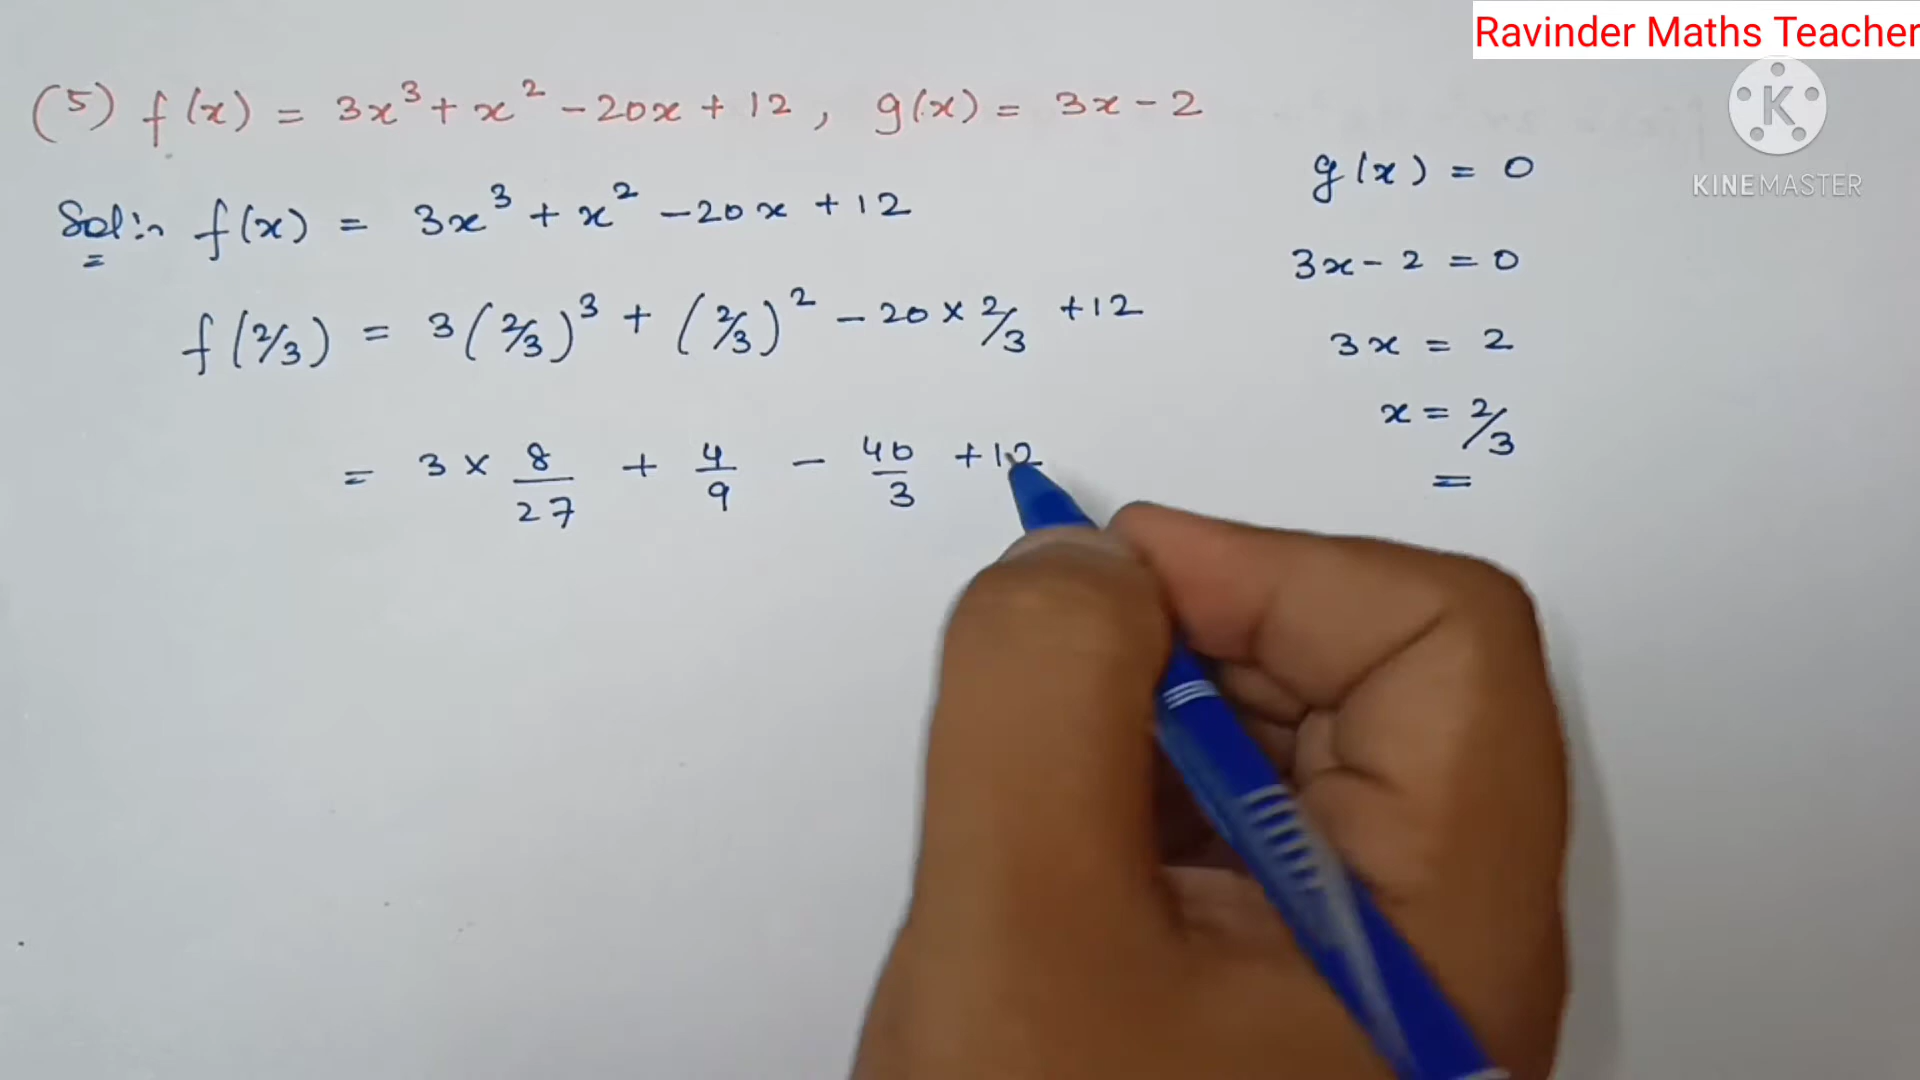 Ravinder Maths Teacher
K
KINEMASTER
(5) f(x) = 3x³ + x² - 20x + 12, g(x) = 3x - 2
Sol:n f(x) = 3x³ + x² - 20x + 12
f(2/3) = 3(2/3)³ + (2/3)² - 20 × 2/3 + 12
= 3 × 8/27 + 4/9 - 40/3 + 12
g(x) = 0
3x - 2 = 0
3x = 2
x = 2/3